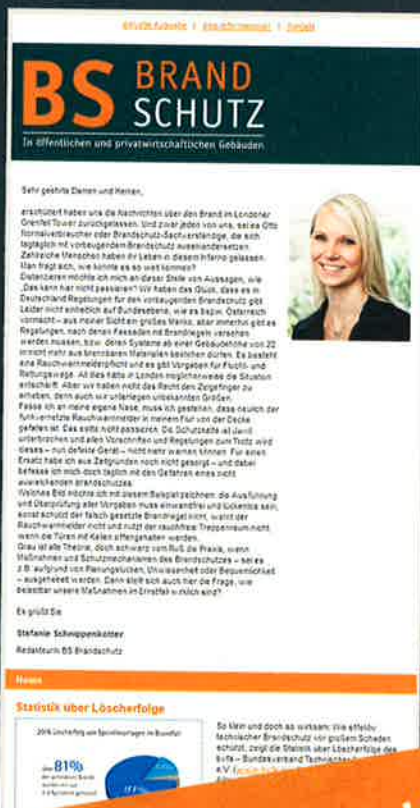 BS BRAND
SCHUTZ
In öffentlichen und privatwirtschaftlichen Gebäuden
Sehr geehrte Damen und Herren,
erschüttert haben uns die Nachrichten über den Brand im Londoner
Grenfell Tower zurückgelassen. Und zwar jeden von uns, sei es Otto
Normalverbraucher oder Brandschutz-Sachverständige, die sich
tagtäglich mit vorbeugendem Brandschutz auseinandersetzen.
Zahlreiche Menschen haben ihr Leben in diesem Inferno gelassen.
Man fragt sich, wie konnte es so weit kommen?
Distanzieren möchte ich mich an dieser Stelle von Aussagen, wie
„Das kann hier nicht passieren“! Wir haben das Glück, dass es in
Deutschland Regelungen für den vorbeugenden Brandschutz gibt
Leider nicht einheitlich auf Bundesebene, wie es bspw. Österreich
vormacht – aus meiner Sicht ein großes Manko, aber immerhin gibt es
Regelungen, nach denen Fassaden mit Brandriegeln versehen
werden müssen, bzw. deren Systeme ab einer Gebäudehöhe von 22
m nicht mehr aus brennbaren Materialien bestehen dürfen. Es besteht
eine Rauchwarnmelderpflicht und es gibt Vorgaben für Flucht- und
Rettungswege. All dies hätte in London möglicherweise die Situation
entschärft. Aber wir haben nicht das Recht den Zeigefinger zu
erheben, denn auch wir unterliegen unbekannten Größen.
Fasse ich an meine eigene Nase, muss ich gestehen, dass neulich der
funkvernetzte Rauchwarnmelder in meinem Flur von der Decke
gefallen ist. Das sollte nicht passieren. Die Schutzkette ist damit
unterbrochen und allen Vorschriften und Regelungen zum Trotz wird
dieses – nun defekte Gerät – nicht mehr warnen können. Für einen
Ersatz habe ich aus Zeitgründen noch nicht gesorgt – und dabei
befasse ich mich doch täglich mit den Gefahren eines nicht
ausreichenden Brandschutzes.
Welches Bild möchte ich mit diesem Beispiel zeichnen: die Ausführung
und Überprüfung aller Vorgaben muss einwandfrei und lückenlos sein,
sonst schützt der falsch gesetzte Brandriegel nicht, warnt der
Rauchwarnmelder nicht und nutzt der rauchfreie Treppenraum nicht,
wenn die Türen mit Keilen offengehalten werden.
Grau ist alle Theorie, doch schwarz vom Ruß die Praxis, wenn
Maßnahmen und Schutzmechanismen des Brandschutzes – sei es
z.B. aufgrund von Planungslücken, Unwissenheit oder Bequemlichkeit
– ausgehebelt werden. Dann stellt sich auch hier die Frage, wie
belastbar unsere Maßnahmen im Ernstfall wirklich sind?
Es grüßt Sie
Stefanie Schnippenkötter
Redakteurin BS Brandschutz
News
Statistik über Löscherfolge
2016 Löscherfolg von Sprinkleranlagen im Brandfall
über 81%
So klein und doch so wirksam: Wie effektiv
technischer Brandschutz vor großem Schaden
schützt, zeigt die Statistik über Löscherfolge des
bvfa – Bundesverband Technischer
e.V.